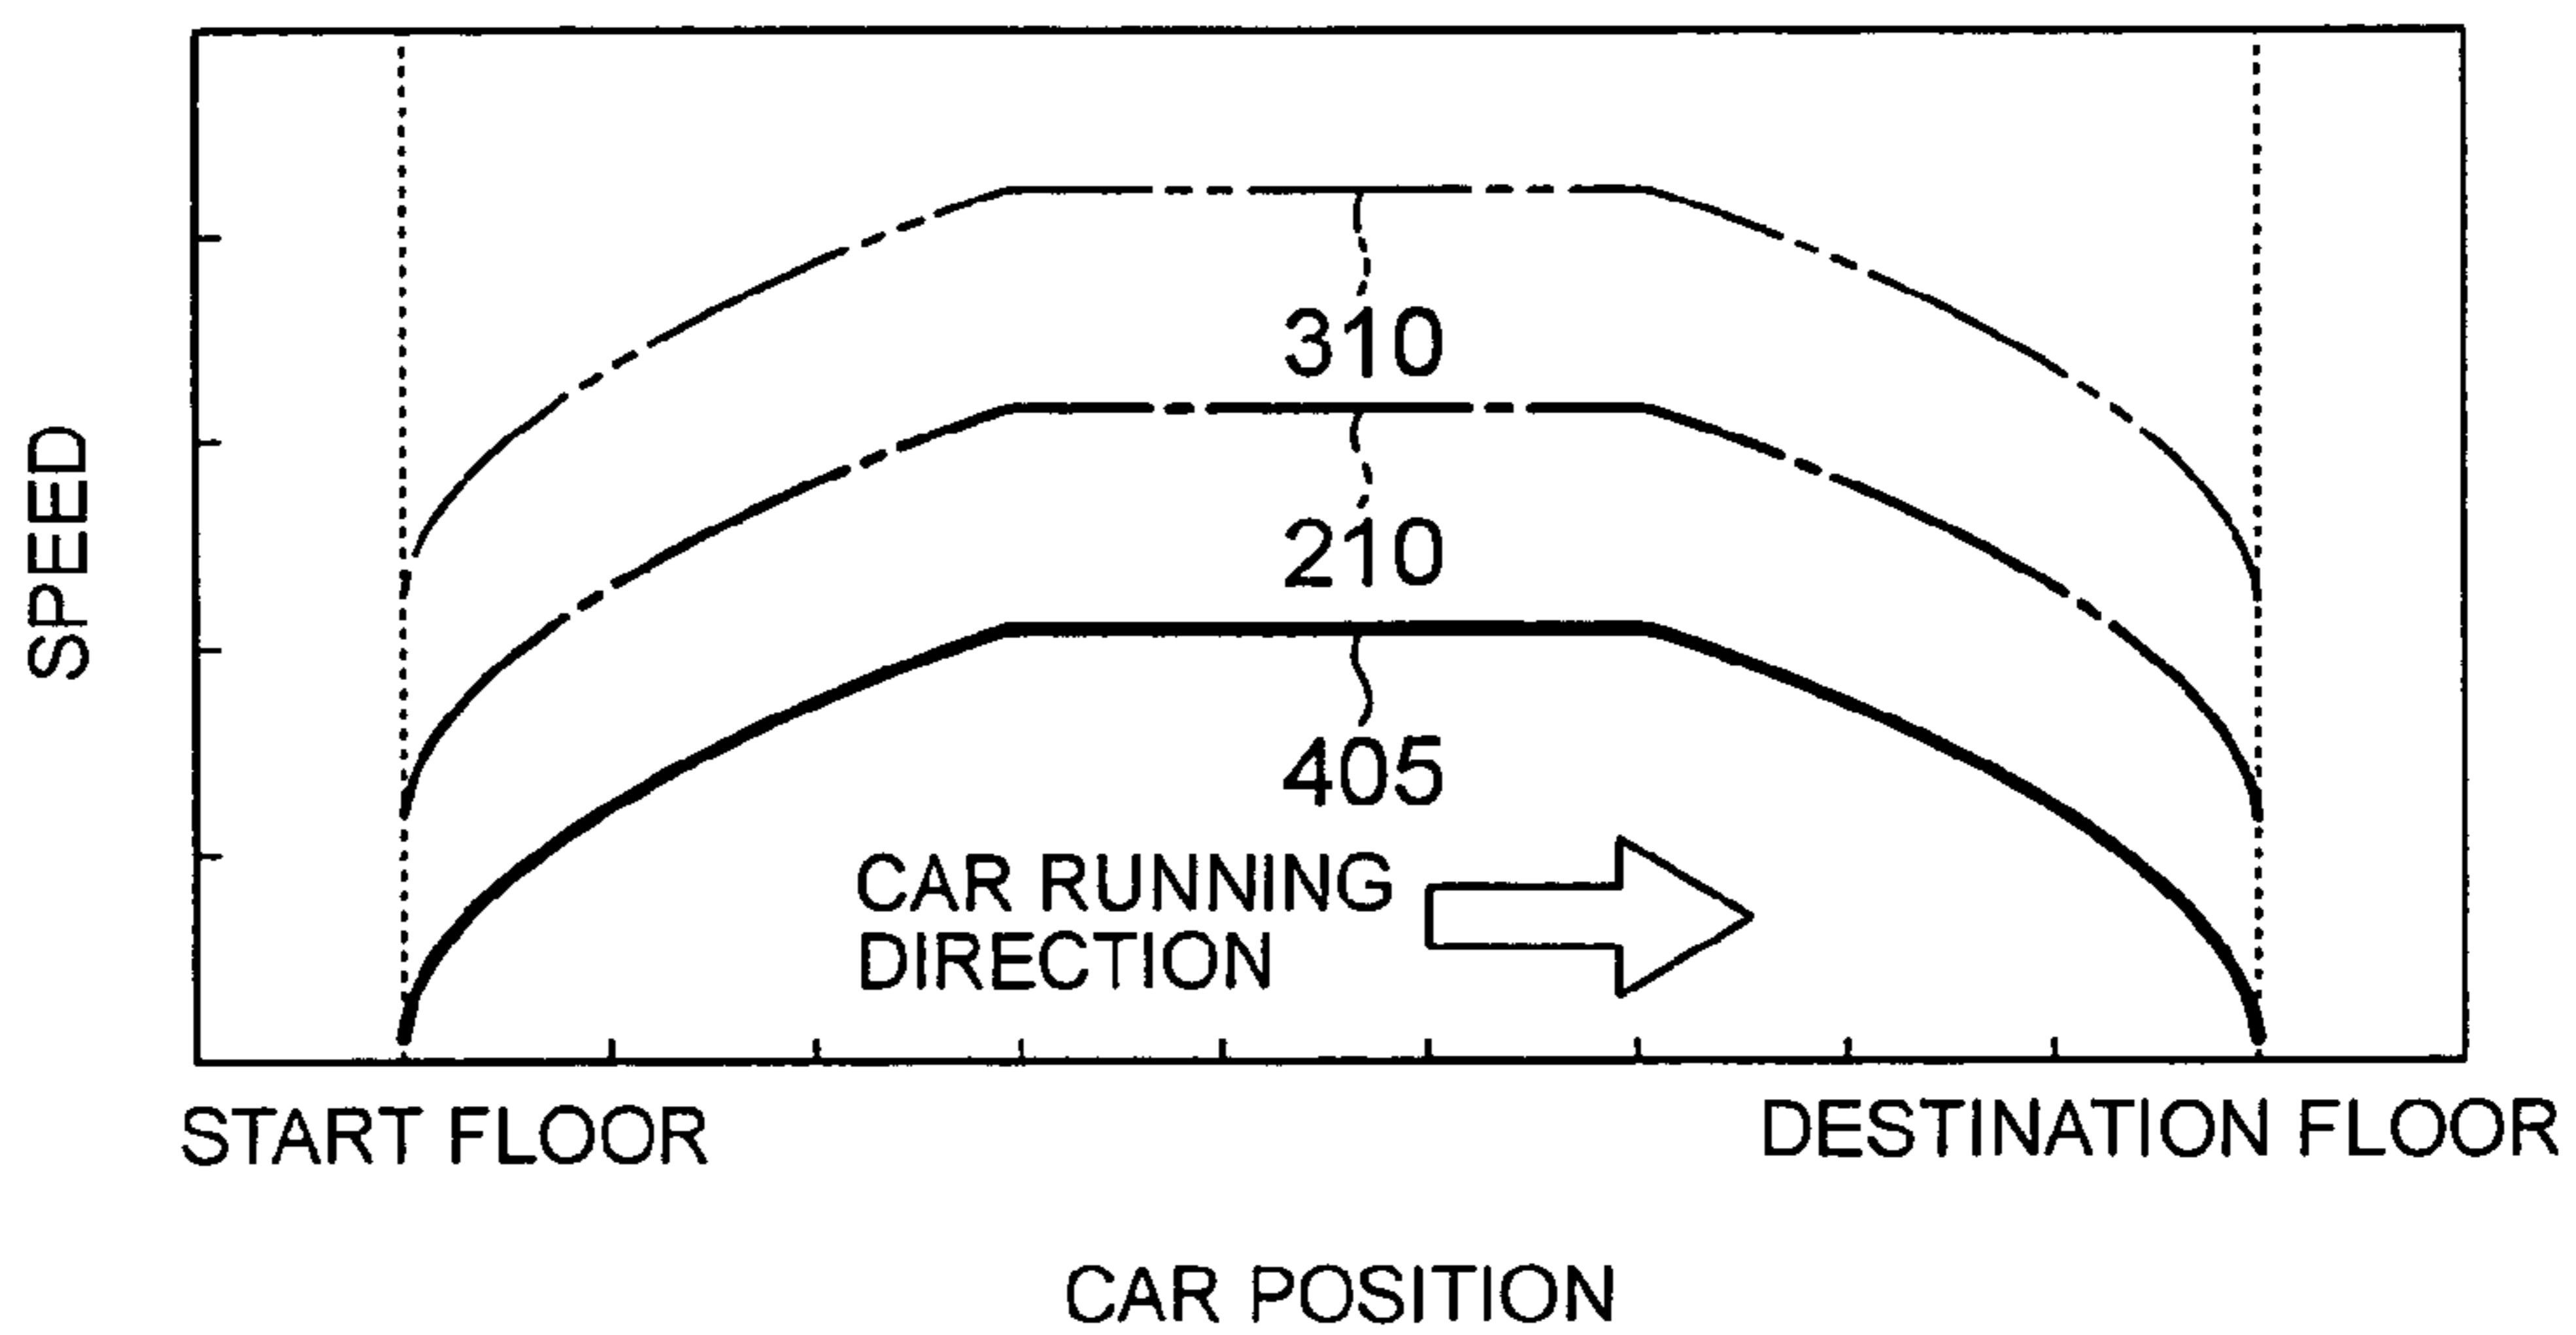 SPEED
310
210
405
CAR RUNNING
DIRECTION
START FLOOR
DESTINATION FLOOR
CAR POSITION